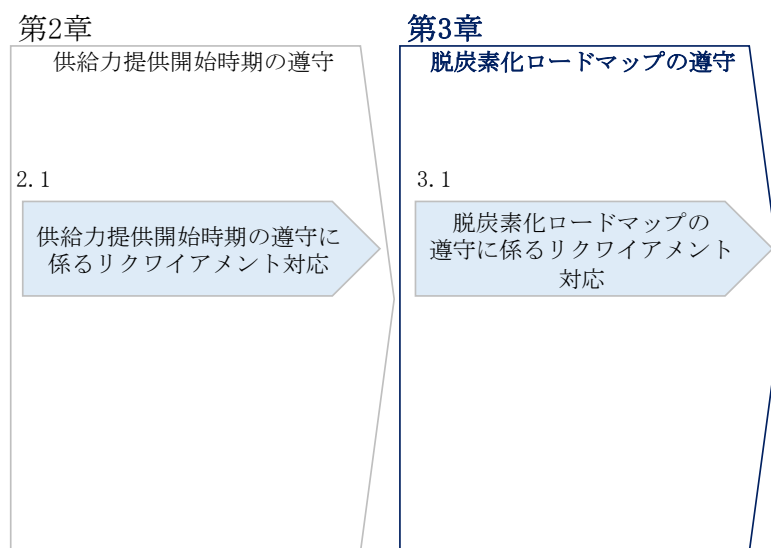 第2章
供給力提供開始時期の遵守
2.1
供給力提供開始時期の遵守に
係るリクワイアメント対応
第3章
脱炭素化ロードマップの遵守
3.1
脱炭素化ロードマップの
遵守に係るリクワイアメント
対応